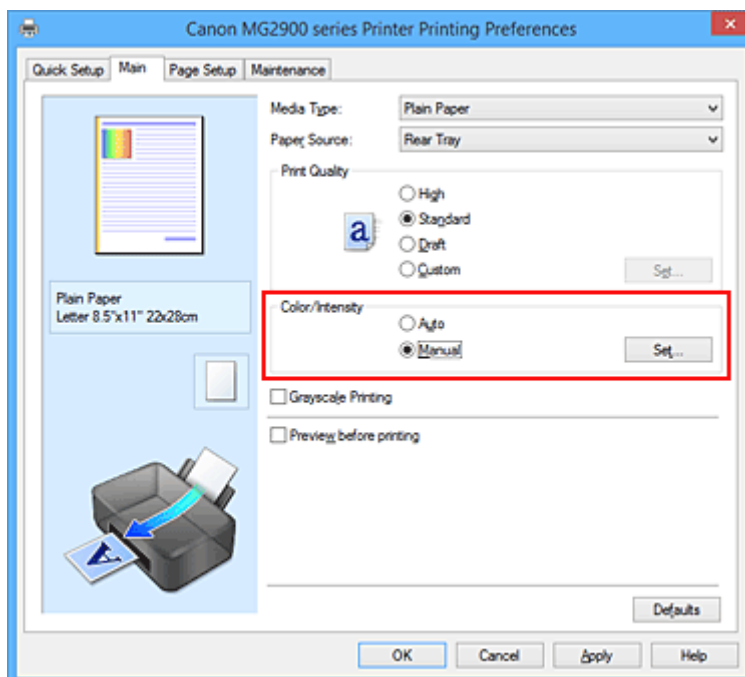 Canon MG2900 series Printer Printing Preferences
Quick Setup Main Page Setup Maintenance
Media Type: Plain Paper
Paper Source: Rear Tray
Print Quality
High
a Standard
Draft
Custom Set...
Plain Paper
Letter 8.5"x11" 22x28cm
Color/Intensity
Auto
Manual Set...
Grayscale Printing
Preview before printing
A
Defaults
OK Cancel Apply Help